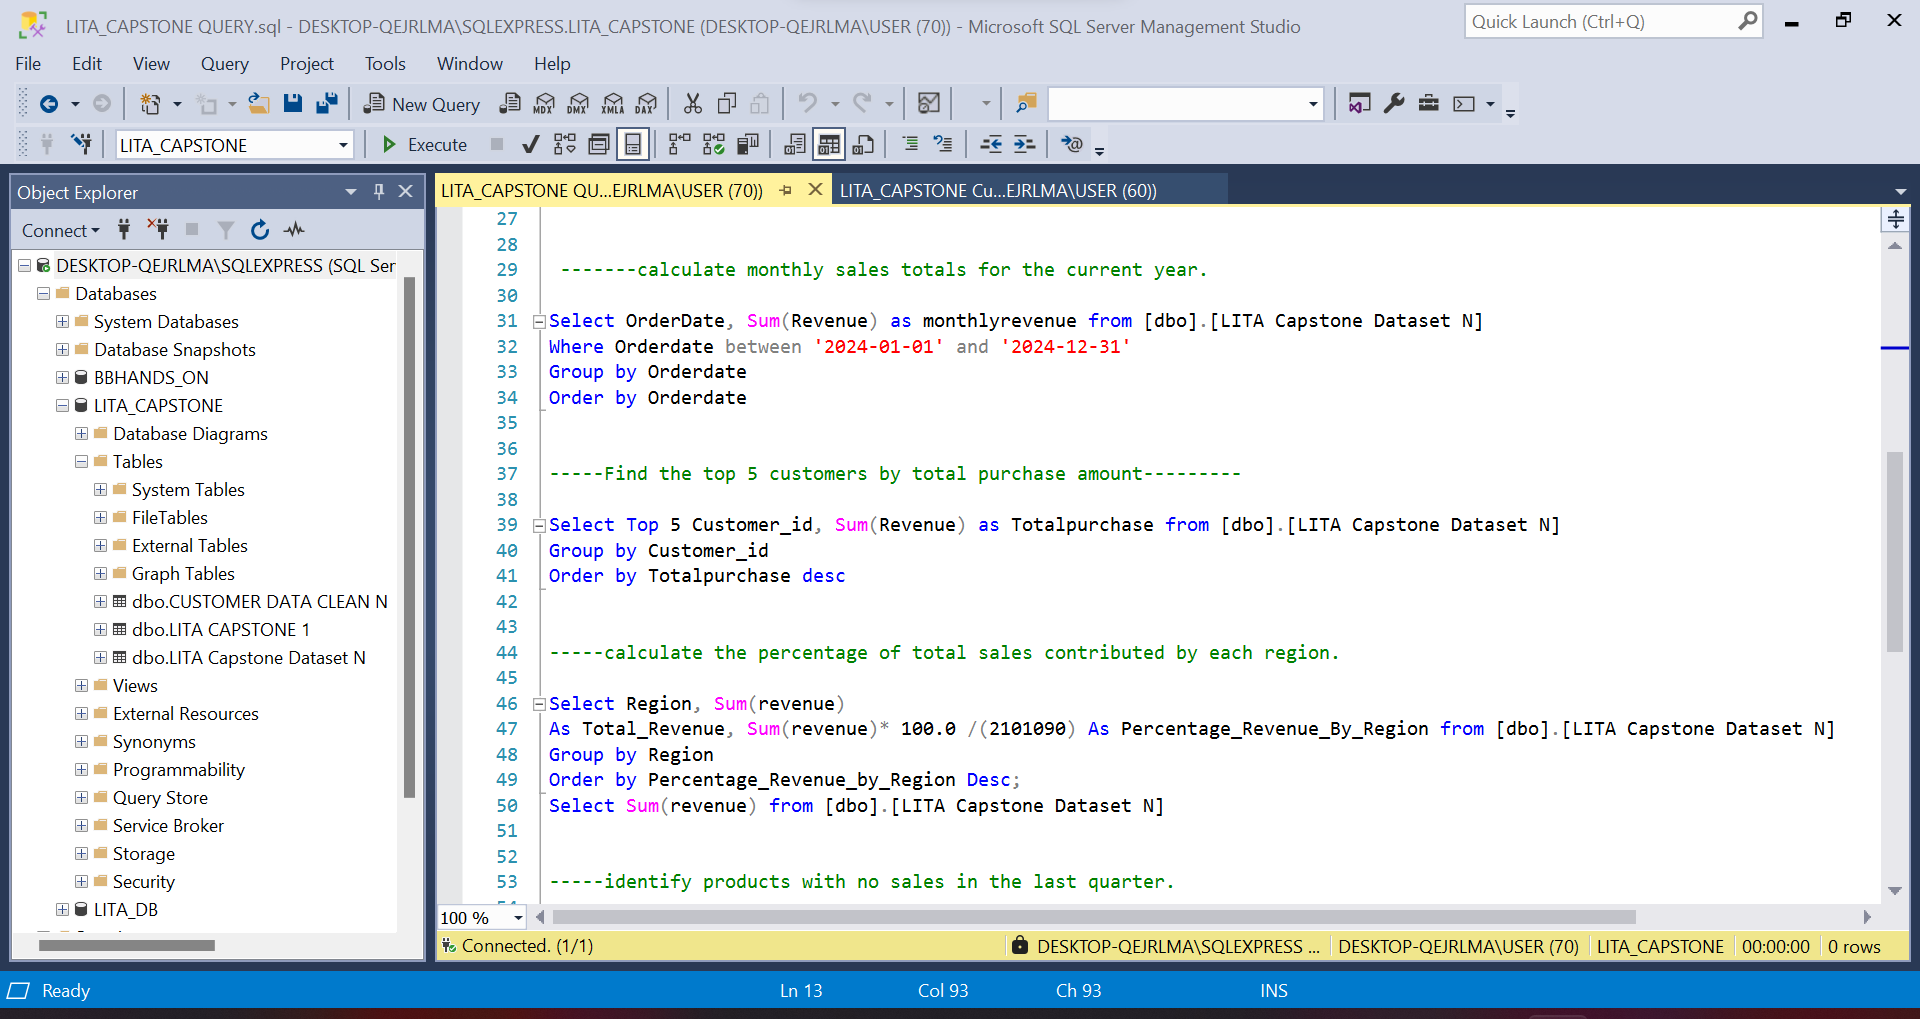 LITA_CAPSTONE QUERY.sql - DESKTOP-QEJRLMA\SQLEXPRESS.LITA_CAPSTONE (DESKTOP-QEJRLMA\USER (70)) - Microsoft SQL Server Management Studio
Quick Launch (Ctrl+Q)
File Edit View Query Project Tools Window Help
New Query MDX DMX XMLA DAX
LITA_CAPSTONE Execute
Object Explorer
Connect
DESKTOP-QEJRLMA\SQLEXPRESS (SQL Ser
Databases
System Databases
Database Snapshots
BBHANDS_ON
LITA_CAPSTONE
Database Diagrams
Tables
System Tables
FileTables
External Tables
Graph Tables
dbo.CUSTOMER DATA CLEAN N
dbo.LITA CAPSTONE 1
dbo.LITA Capstone Dataset N
Views
External Resources
Synonyms
Programmability
Query Store
Service Broker
Storage
Security
LITA_DB
LITA_CAPSTONE QU...EJRLMA\USER (70)) LITA_CAPSTONE Cu...EJRLMA\USER (60))
27
28
29 -------calculate monthly sales totals for the current year.
30
31 Select OrderDate, Sum(Revenue) as monthlyrevenue from [dbo].[LITA Capstone Dataset N]
32 Where Orderdate between '2024-01-01' and '2024-12-31'
33 Group by Orderdate
34 Order by Orderdate
35
36
37 -----Find the top 5 customers by total purchase amount---------
38
39 Select Top 5 Customer_id, Sum(Revenue) as Totalpurchase from [dbo].[LITA Capstone Dataset N]
40 Group by Customer_id
41 Order by Totalpurchase desc
42
43
44 -----calculate the percentage of total sales contributed by each region.
45
46 Select Region, Sum(revenue)
47 As Total_Revenue, Sum(revenue)* 100.0 /(2101090) As Percentage_Revenue_By_Region from [dbo].[LITA Capstone Dataset N]
48 Group by Region
49 Order by Percentage_Revenue_by_Region Desc;
50 Select Sum(revenue) from [dbo].[LITA Capstone Dataset N]
51
52
53 -----identify products with no sales in the last quarter.
100 %
Connected. (1/1) DESKTOP-QEJRLMA\SQLEXPRESS ... DESKTOP-QEJRLMA\USER (70) LITA_CAPSTONE 00:00:00 0 rows
Ready Ln 13 Col 93 Ch 93 INS